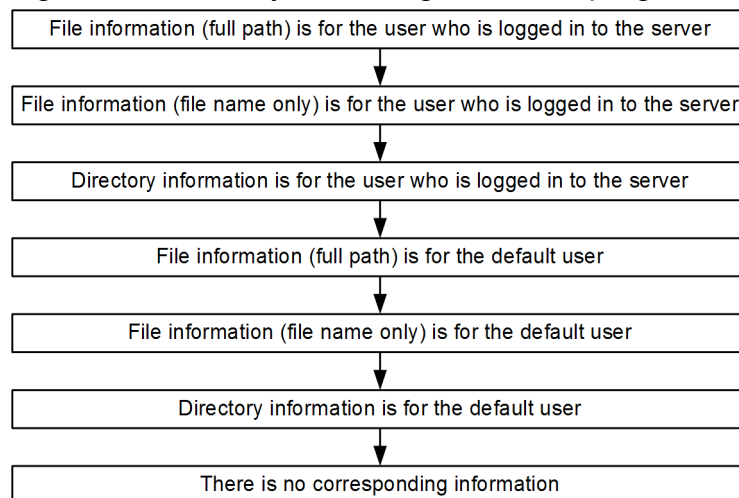 File information (full path) is for the user who is logged in to the server
File information (file name only) is for the user who is logged in to the server
Directory information is for the user who is logged in to the server
File information (full path) is for the default user
File information (file name only) is for the default user
Directory information is for the default user
There is no corresponding information